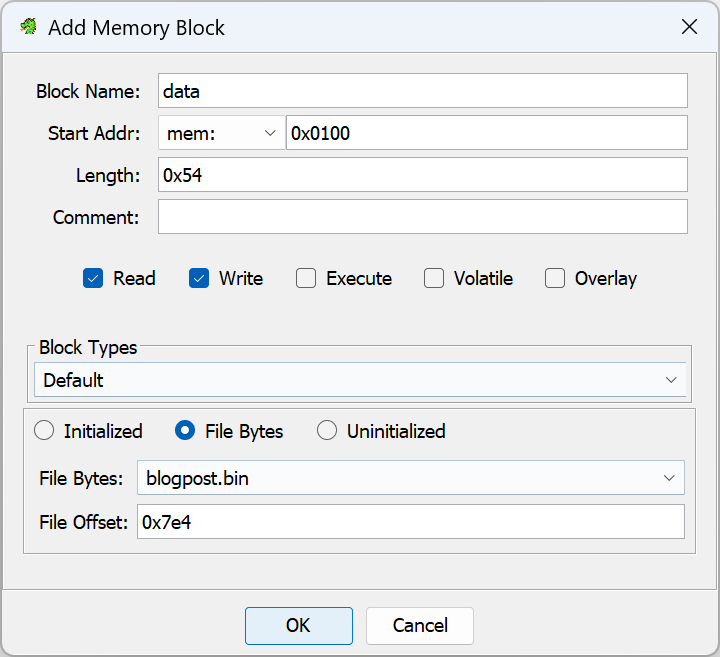 Add Memory Block
Block Name: data
Start Addr: mem: 0x0100
Length: 0x54
Comment:
Read Write Execute Volatile Overlay
Block Types
Default
Initialized File Bytes Uninitialized
File Bytes: blogpost.bin
File Offset: 0x7e4
OK Cancel